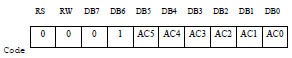 RS RW DB7 DB6 DB5 DB4 DB3 DB2 DB1 DB0
Code 0 0 0 1 AC5 AC4 AC3 AC2 AC1 AC0